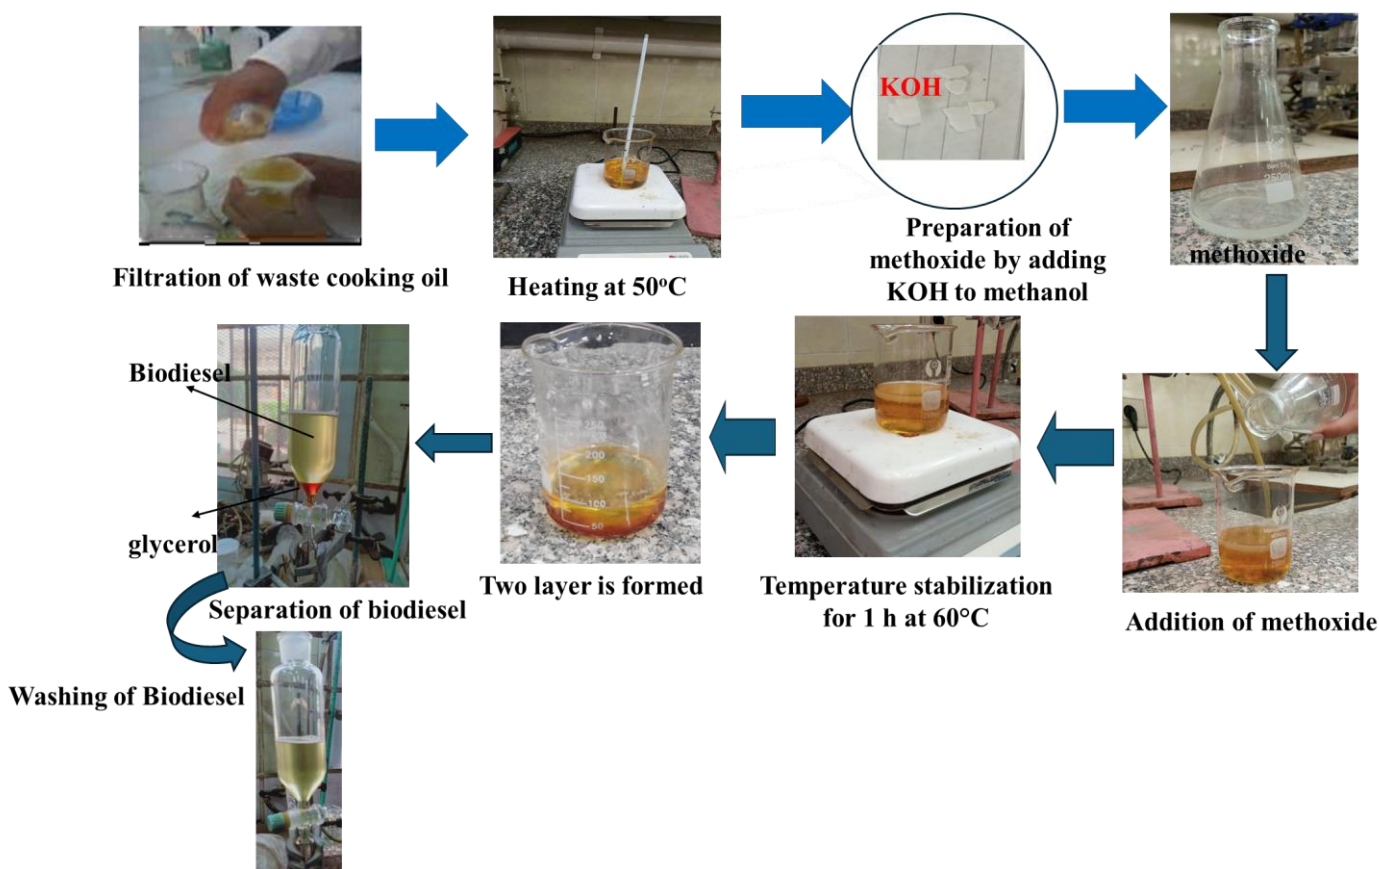 KOH
Filtration of waste cooking oil
Heating at 50°C
Preparation of
methoxide by adding
KOH to methanol
methoxide
Addition of methoxide
Temperature stabilization
for 1 h at 60°C
250
200
150
100
50
Two layer is formed
Biodiesel
glycerol
Separation of biodiesel
Washing of Biodiesel